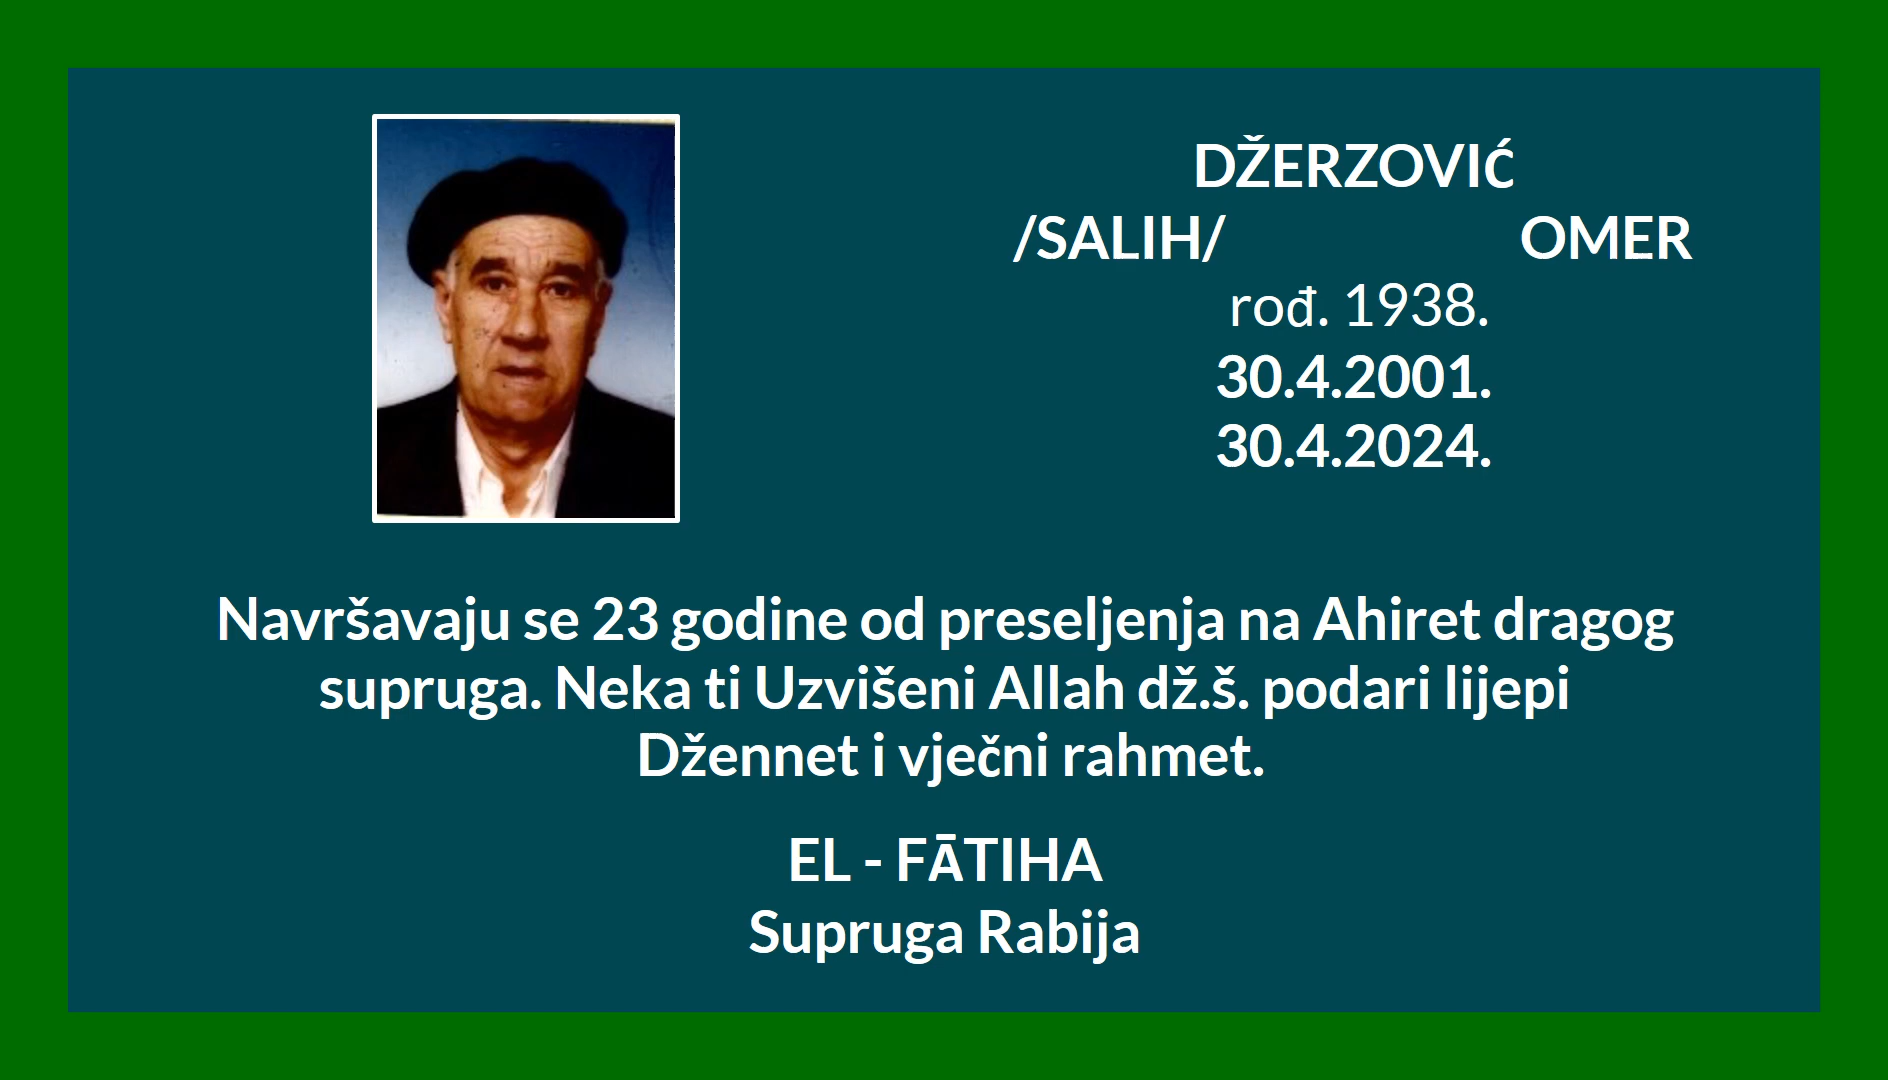 DŽERZOVIĆ
/SALIH/ OMER
rođ. 1938.
30.4.2001.
30.4.2024.
Navršavaju se 23 godine od preseljenja na Ahiret dragog
supruga. Neka ti Uzvišeni Allah dž.š. podari lijepi
Džennet i vječni rahmet.
EL - FĀTIHA
Supruga Rabija